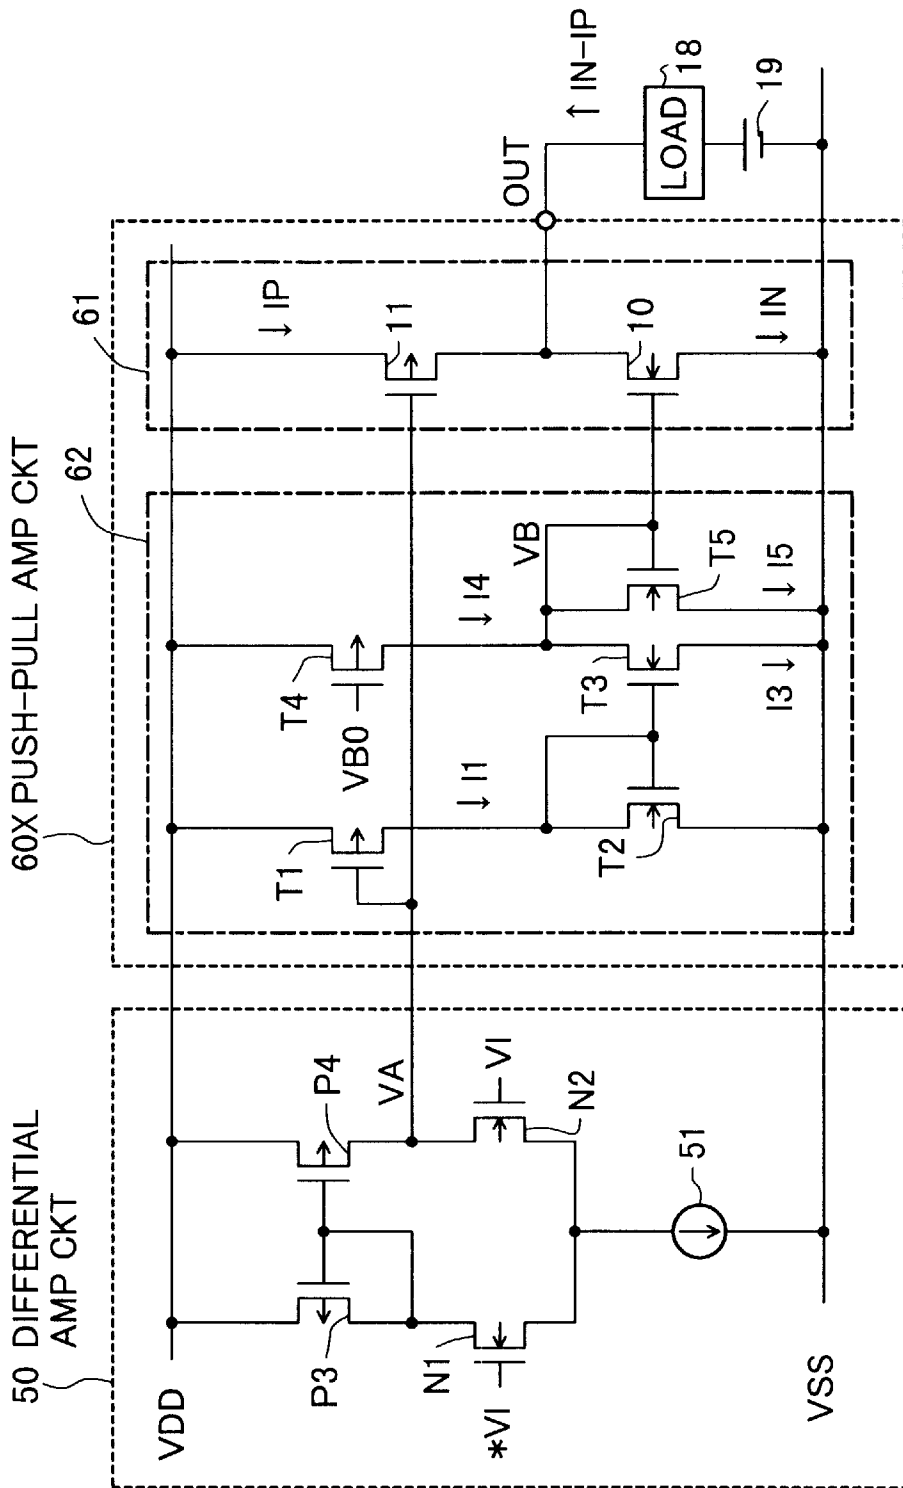 50 DIFFERENTIAL
AMP CKT
60X PUSH-PULL AMP CKT
62
61
VDD
P3
P4
VA
N1
*VI
VI
N2
51
VSS
T1
T4
VB0
↓ I1
↓ I4
VB
T2
T3
T5
I3 ↓
↓ I5
↓ IP
11
10
↓ IN
OUT
↑ IN-IP
LOAD
18
19